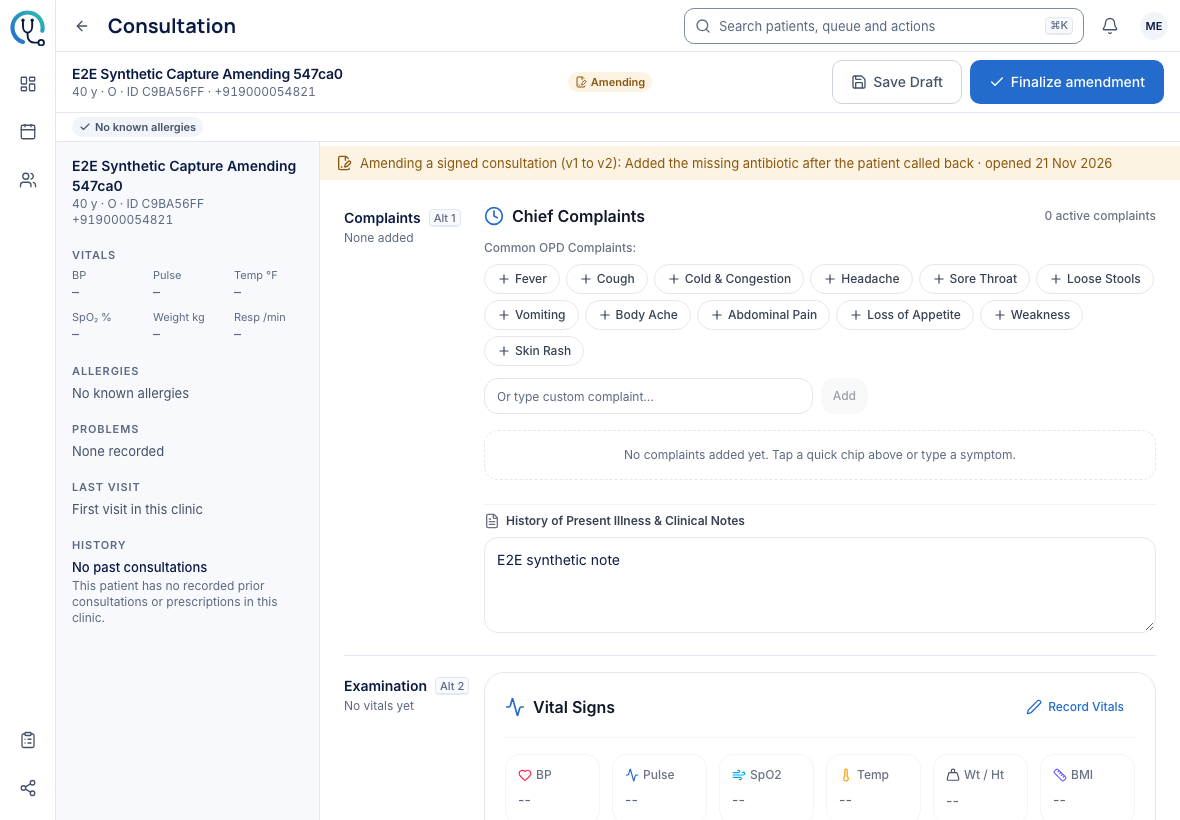 Consultation
Search patients, queue and actions
⌘K
ME
E2E Synthetic Capture Amending 547ca0
40 y · O · ID C9BA56FF · +919000054821
Amending
Save Draft
Finalize amendment
No known allergies
E2E Synthetic Capture Amending
547ca0
40 y · O · ID C9BA56FF
+919000054821
VITALS
BP
Pulse
Temp °F
–
–
–
SpO₂ %
Weight kg
Resp /min
–
–
–
ALLERGIES
No known allergies
PROBLEMS
None recorded
LAST VISIT
First visit in this clinic
HISTORY
No past consultations
This patient has no recorded prior
consultations or prescriptions in this
clinic.
Amending a signed consultation (v1 to v2): Added the missing antibiotic after the patient called back · opened 21 Nov 2026
Complaints
Alt 1
None added
Chief Complaints
0 active complaints
Common OPD Complaints:
Fever
Cough
Cold & Congestion
Headache
Sore Throat
Loose Stools
Vomiting
Body Ache
Abdominal Pain
Loss of Appetite
Weakness
Skin Rash
Or type custom complaint...
Add
No complaints added yet. Tap a quick chip above or type a symptom.
History of Present Illness & Clinical Notes
E2E synthetic note
Examination
Alt 2
No vitals yet
Vital Signs
Record Vitals
BP
Pulse
SpO2
Temp
Wt / Ht
BMI
--
--
--
--
--
--